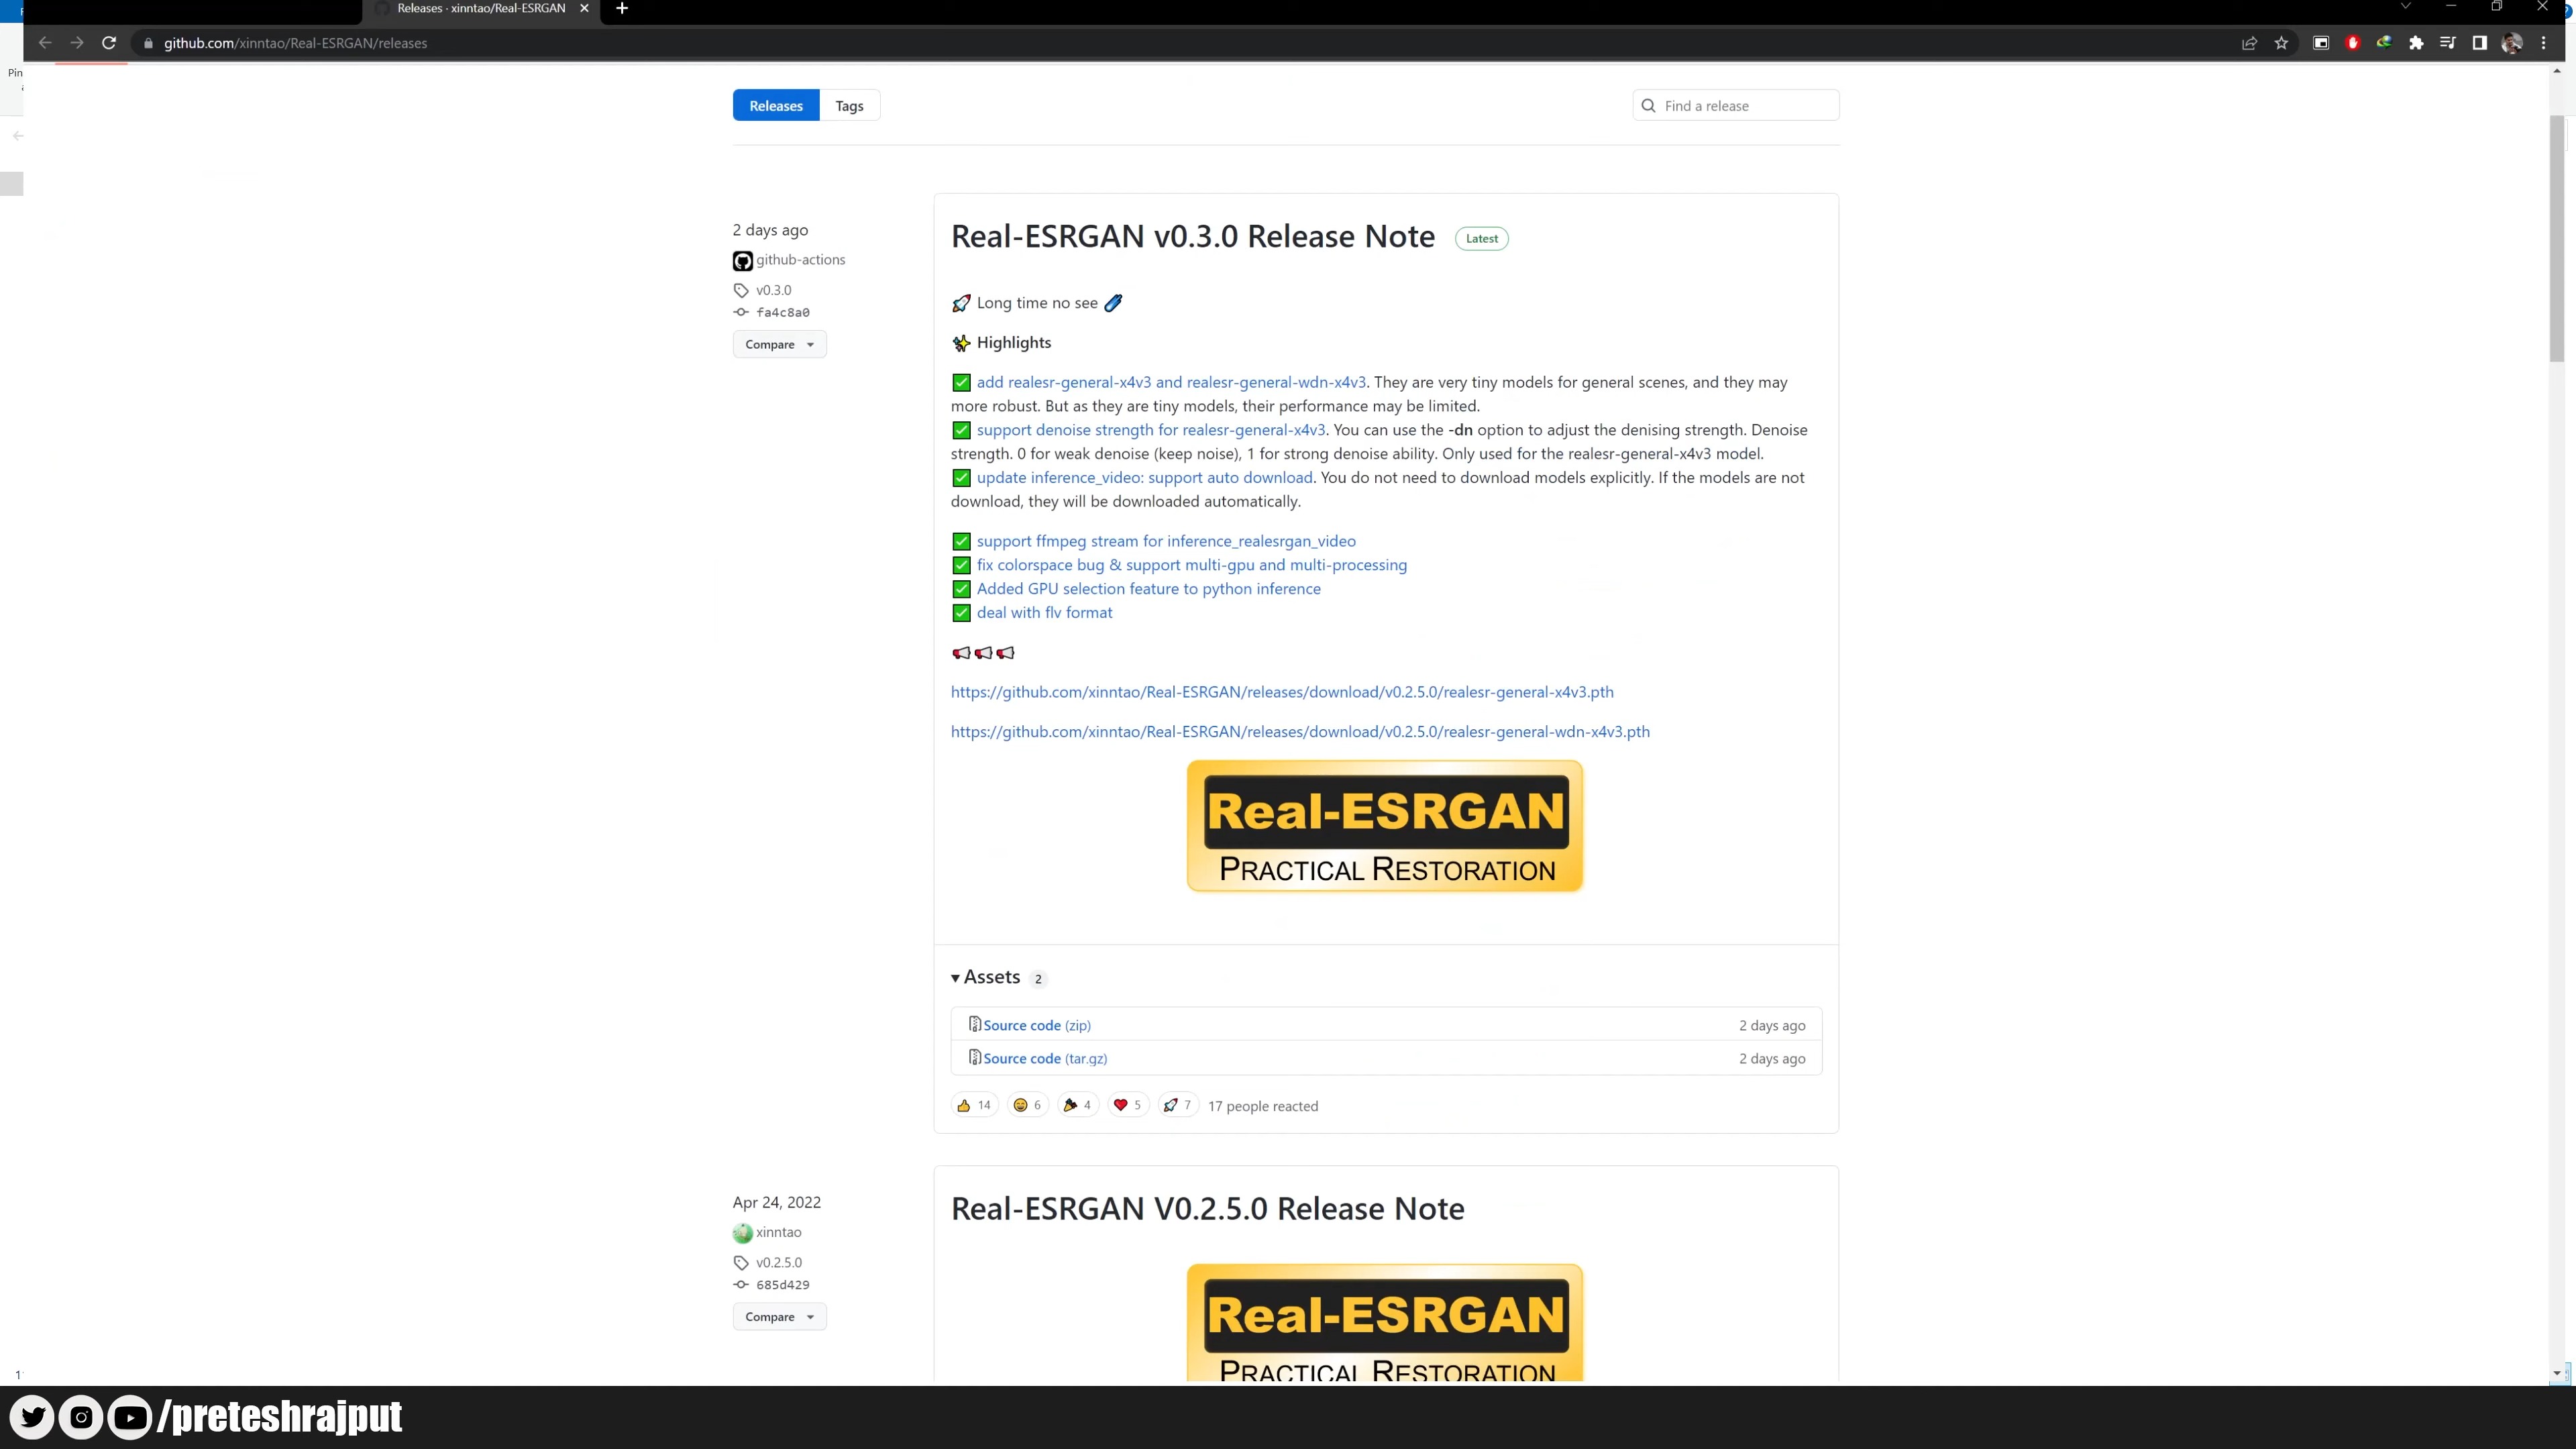 Releases · xinntao/Real-ESRGAN
github.com/xinntao/Real-ESRGAN/releases
Pin
Releases
Tags
Find a release
2 days ago
github-actions
v0.3.0
fa4c8a0
Compare
Real-ESRGAN v0.3.0 Release Note
Latest
🚀 Long time no see
✨ Highlights
✅ add realesr-general-x4v3 and realesr-general-wdn-x4v3. They are very tiny models for general scenes, and they may
more robust. But as they are tiny models, their performance may be limited.
✅ support denoise strength for realesr-general-x4v3. You can use the -dn option to adjust the denising strength. Denoise
strength. 0 for weak denoise (keep noise), 1 for strong denoise ability. Only used for the realesr-general-x4v3 model.
✅ update inference_video: support auto download. You do not need to download models explicitly. If the models are not
download, they will be downloaded automatically.
✅ support ffmpeg stream for inference_realesrgan_video
✅ fix colorspace bug & support multi-gpu and multi-processing
✅ Added GPU selection feature to python inference
✅ deal with flv format
https://github.com/xinntao/Real-ESRGAN/releases/download/v0.2.5.0/realesr-general-x4v3.pth
https://github.com/xinntao/Real-ESRGAN/releases/download/v0.2.5.0/realesr-general-wdn-x4v3.pth
Real-ESRGAN
PRACTICAL RESTORATION
Assets 2
Source code (zip)
2 days ago
Source code (tar.gz)
2 days ago
14
6
4
5
7
17 people reacted
Apr 24, 2022
xinntao
v0.2.5.0
685d429
Compare
Real-ESRGAN V0.2.5.0 Release Note
Real-ESRGAN
PRACTICAL RESTORATION
1
/preteshrajput